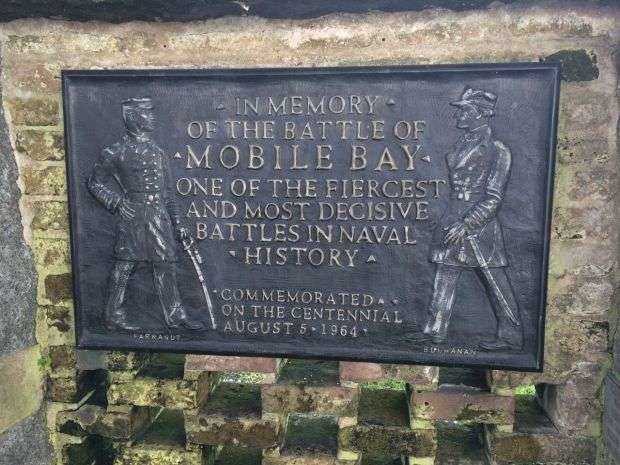 IN MEMORY
OF THE BATTLE OF
MOBILE BAY
ONE OF THE FIERCEST
AND MOST DECISIVE
BATTLES IN NAVAL
HISTORY
COMMEMORATED
ON THE CENTENNIAL
AUGUST 5 · 1964
FARRAGUT
BUCHANAN